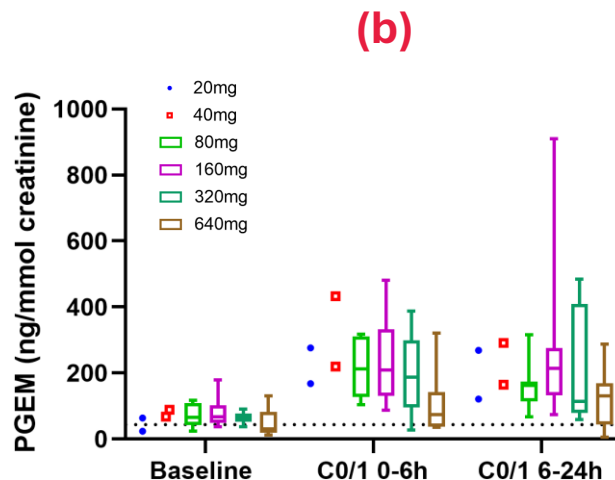 (b)
PGEM (ng/mmol creatinine)
1000
800
600
400
200
0
20mg
40mg
80mg
160mg
320mg
640mg
Baseline
C0/1 0-6h
C0/1 6-24h